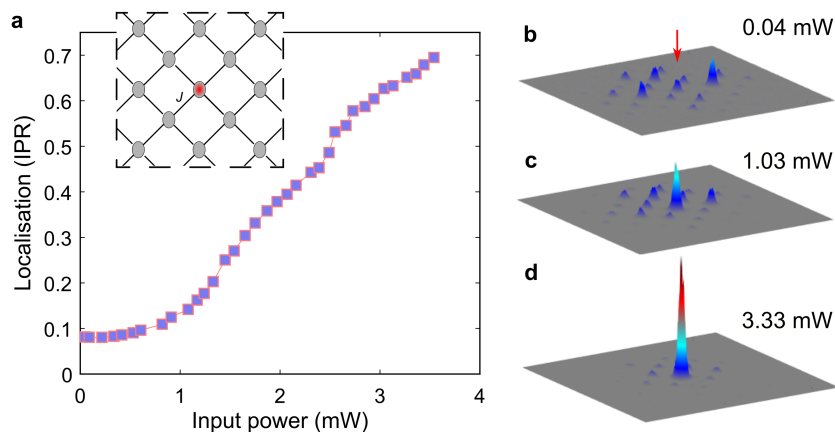 a
J
Localisation (IPR)
0.7
0.6
0.5
0.4
0.3
0.2
0.1
0
0 1 2 3 4
Input power (mW)
b
0.04 mW
c
1.03 mW
d
3.33 mW